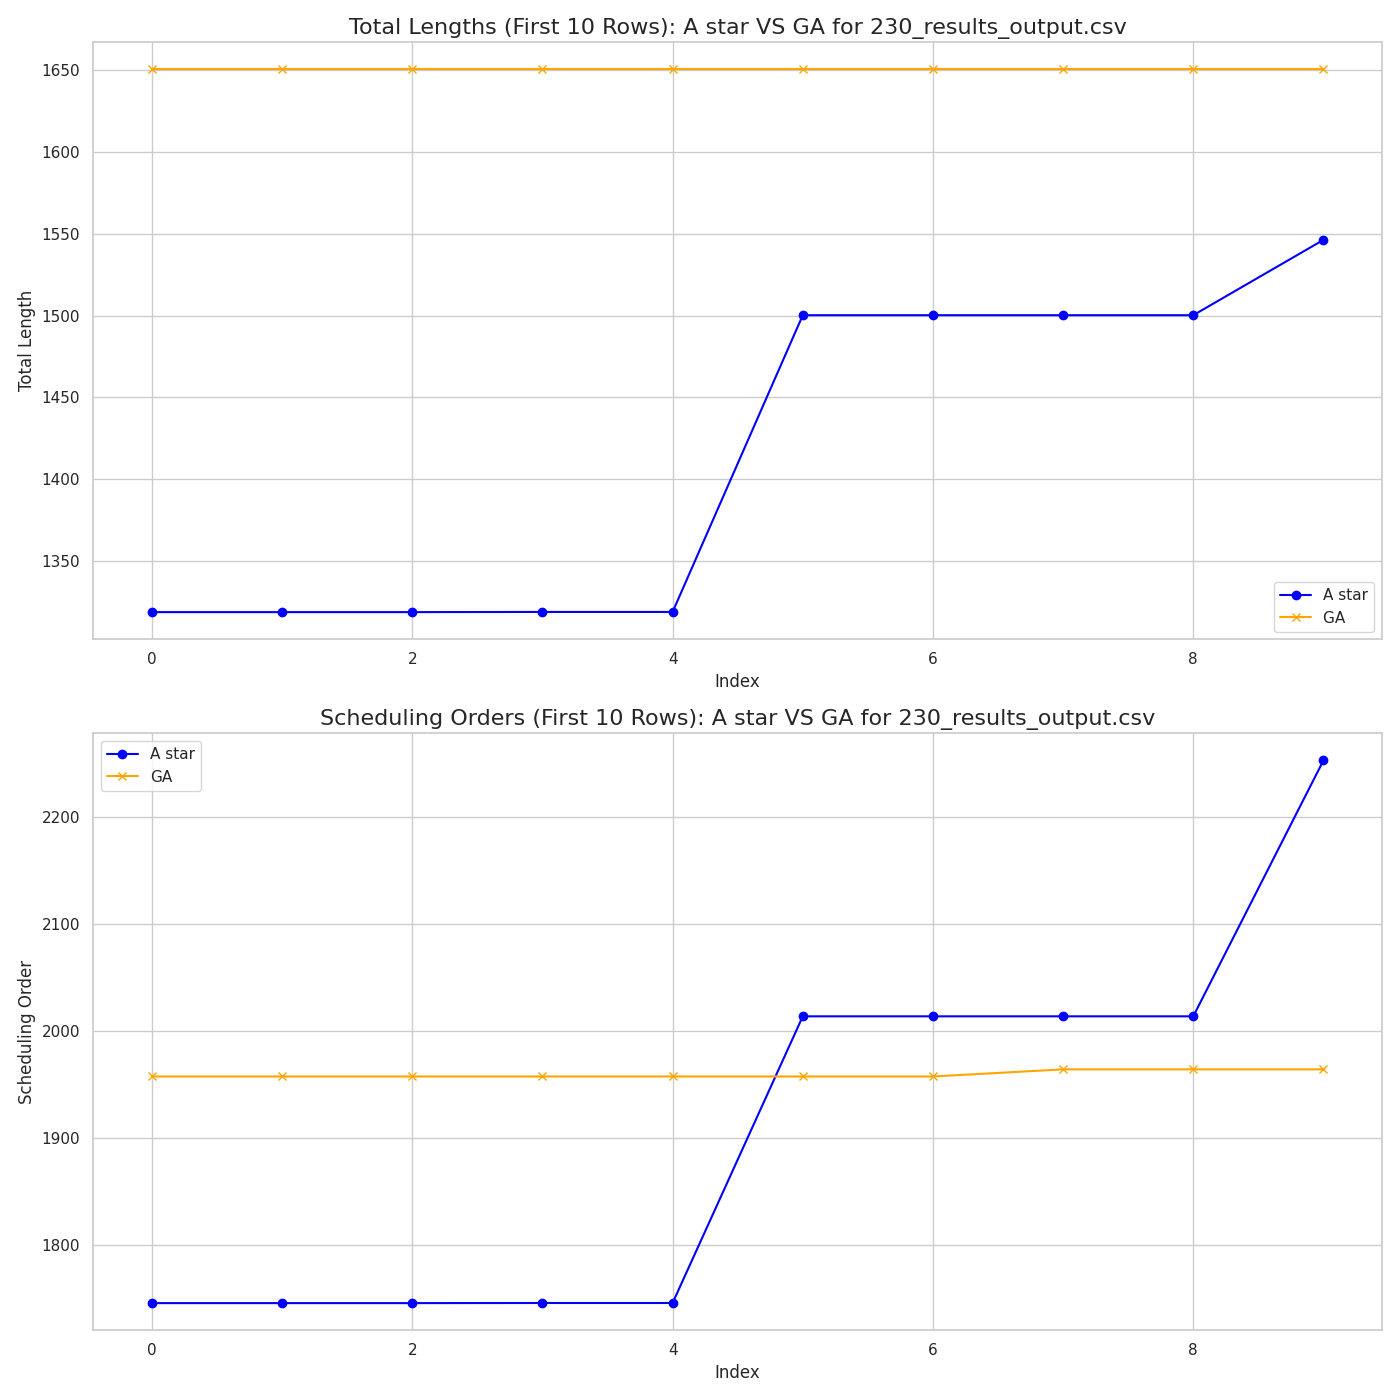 Total Lengths (First 10 Rows): A star VS GA for 230_results_output.csv
1650
1600
1550
1500
1450
1400
1350
Total Length
A star
GA
0 2 4 6 8
Index
Scheduling Orders (First 10 Rows): A star VS GA for 230_results_output.csv
A star
GA
2200
2100
2000
1900
1800
Scheduling Order
0 2 4 6 8
Index